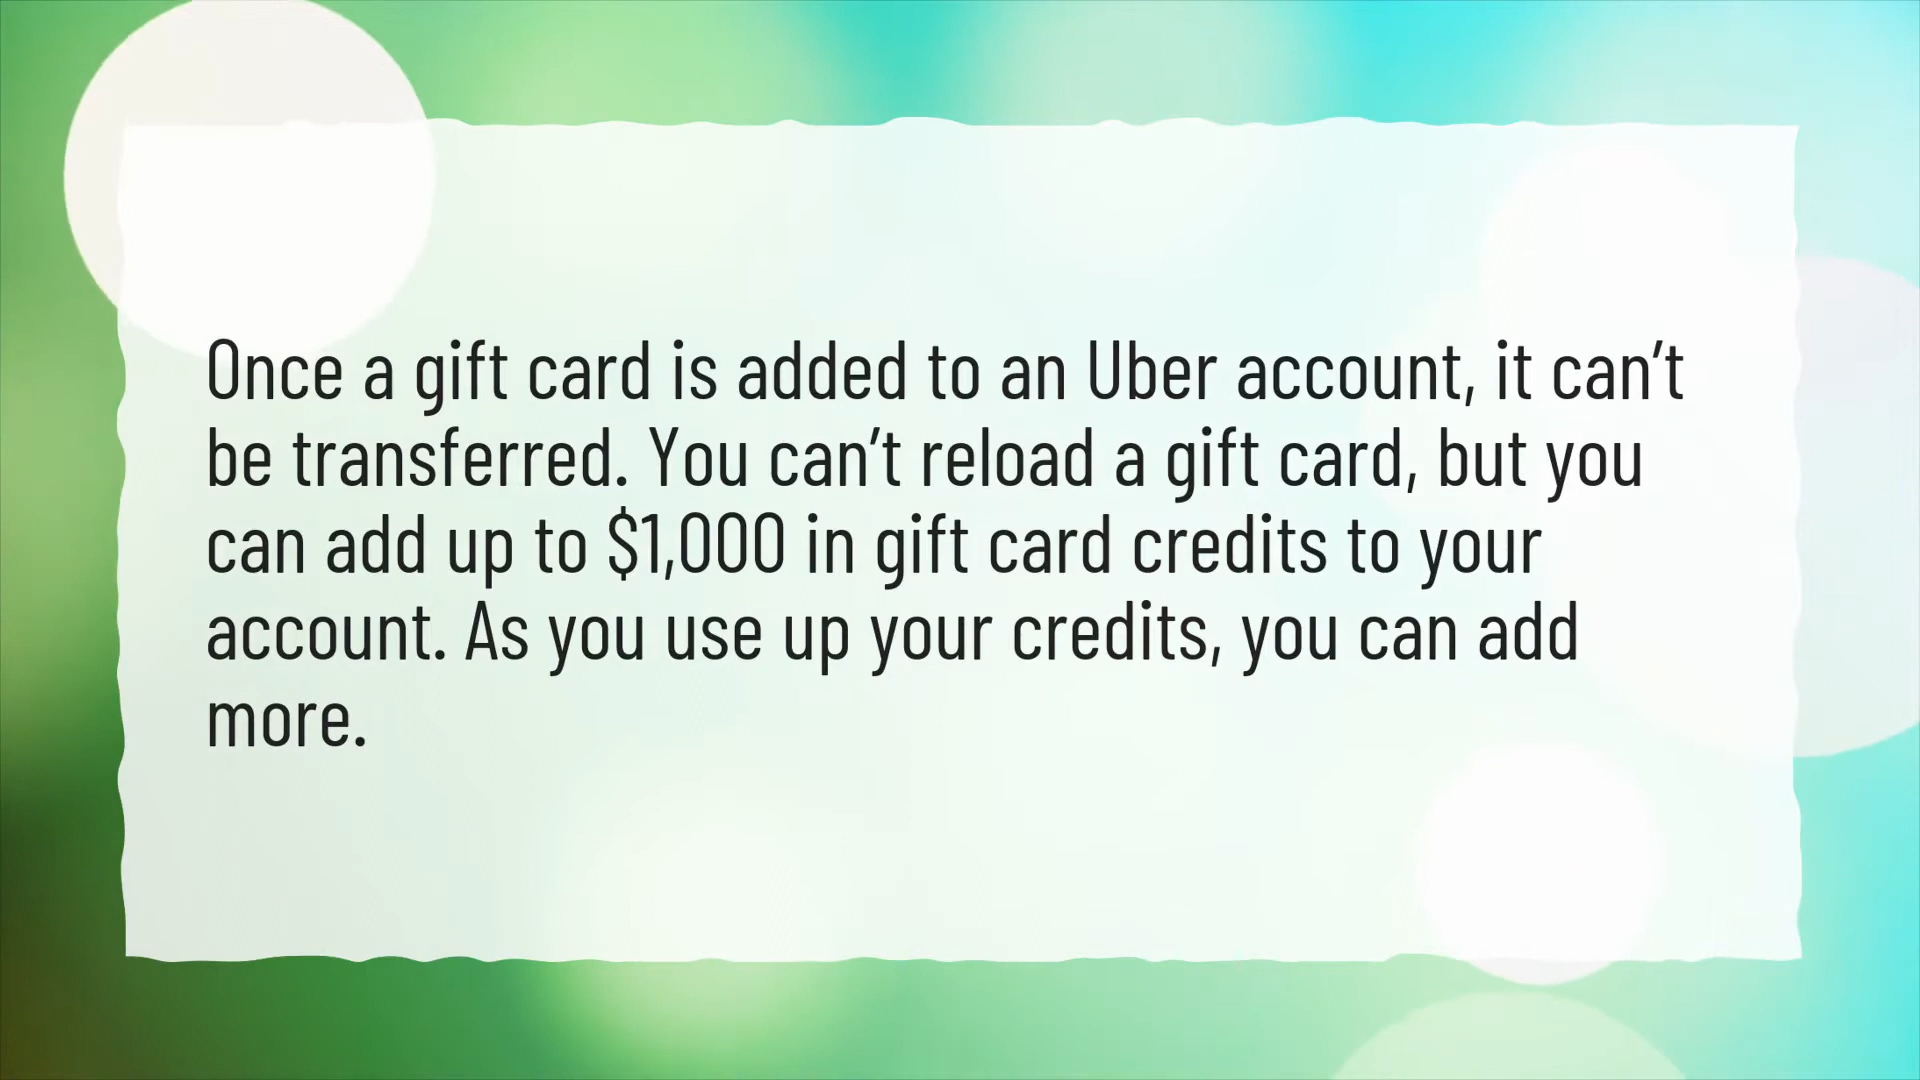 Once a gift card is added to an Uber account, it can’t
be transferred. You can’t reload a gift card, but you
can add up to $1,000 in gift card credits to your
account. As you use up your credits, you can add
more.